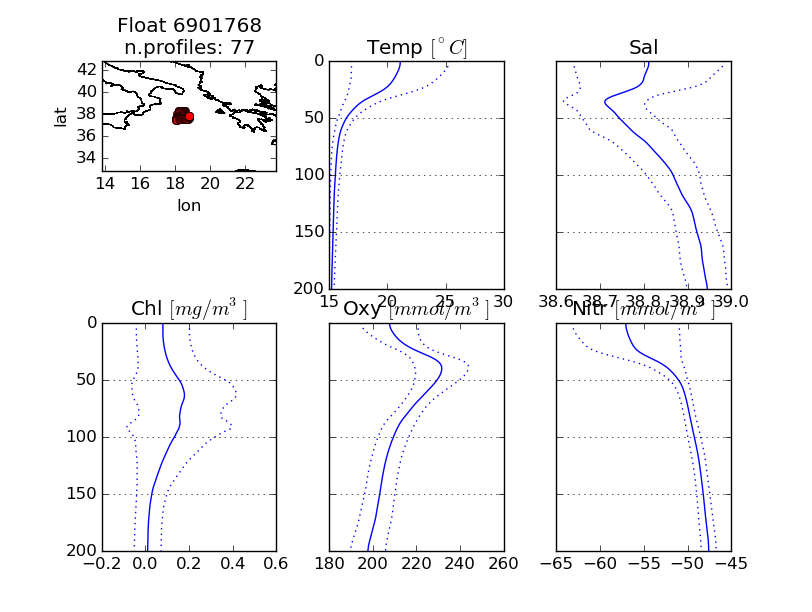 Float 6901768
n.profiles: 77
Temp [°C]
Sal
42
40
38
36
34
lat
14 16 18 20 22
lon
0
50
100
150
200
15 20 25 30
38.6 38.7 38.8 38.9 39.0
Chl [mg/m³]
Oxy [mmol/m³]
Nitr [mmol/m³]
0
50
100
150
200
−0.2 0.0 0.2 0.4 0.6
180 200 220 240 260
−65 −60 −55 −50 −45